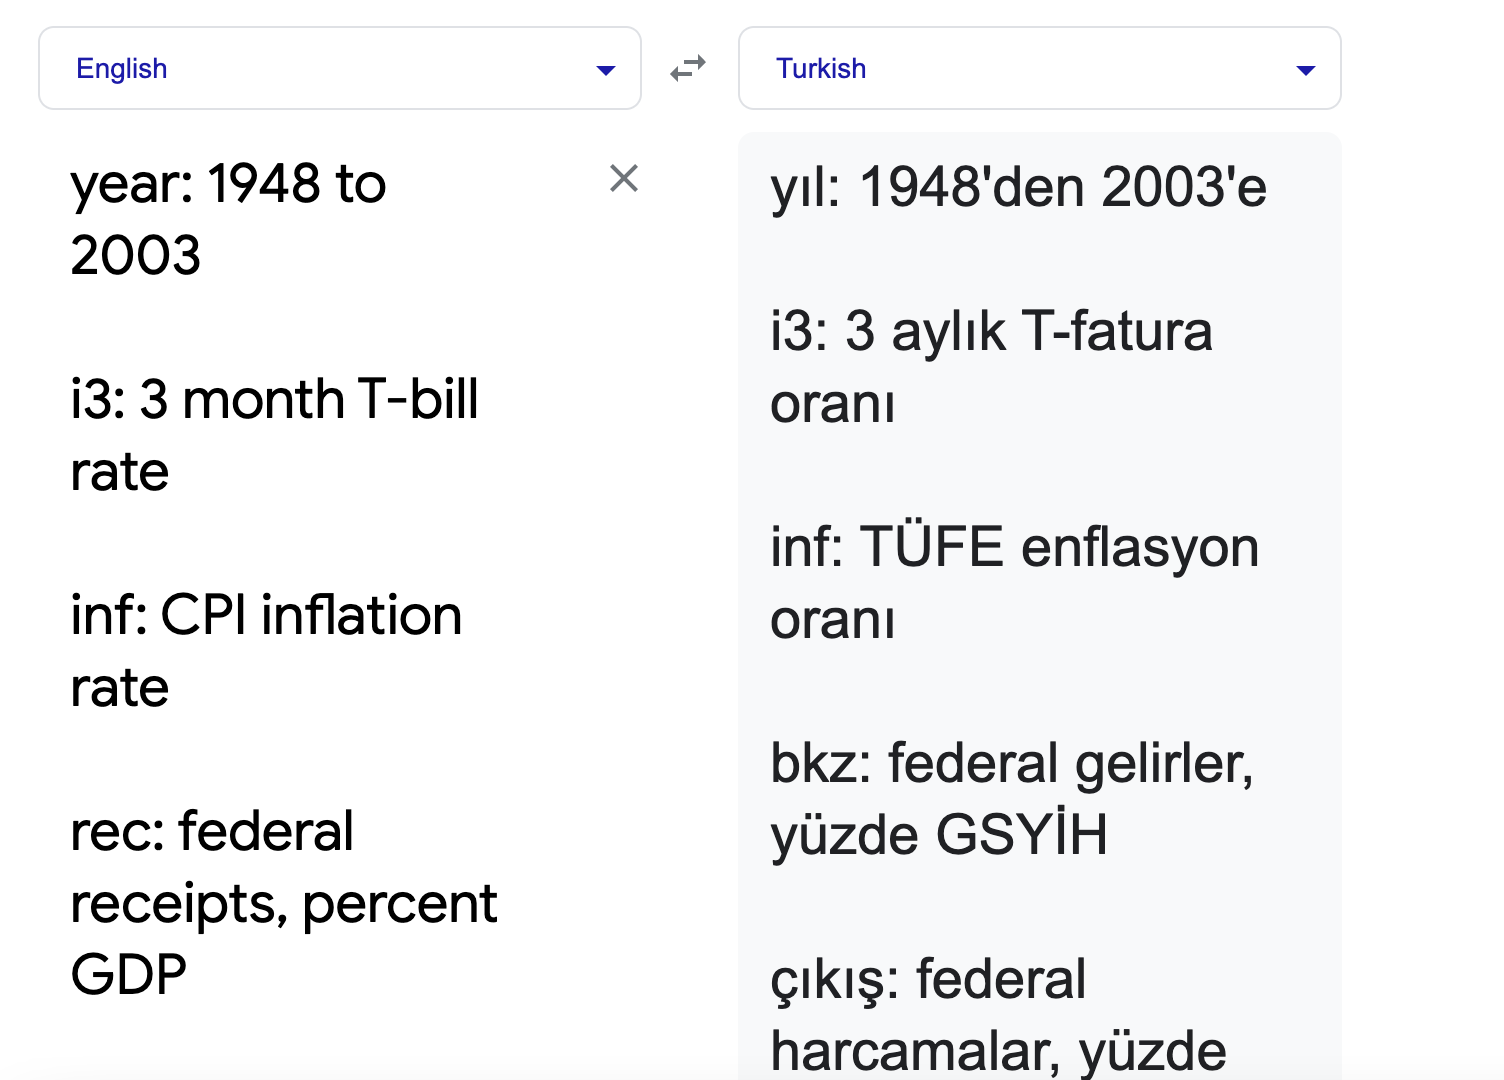 English
Turkish
year: 1948 to
2003
i3: 3 month T-bill
rate
inf: CPI inflation
rate
rec: federal
receipts, percent
GDP
yıl: 1948'den 2003'e
i3: 3 aylık T-fatura
oranı
inf: TÜFE enflasyon
oranı
bkz: federal gelirler,
yüzde GSYİH
çıkış: federal
harcamalar, yüzde